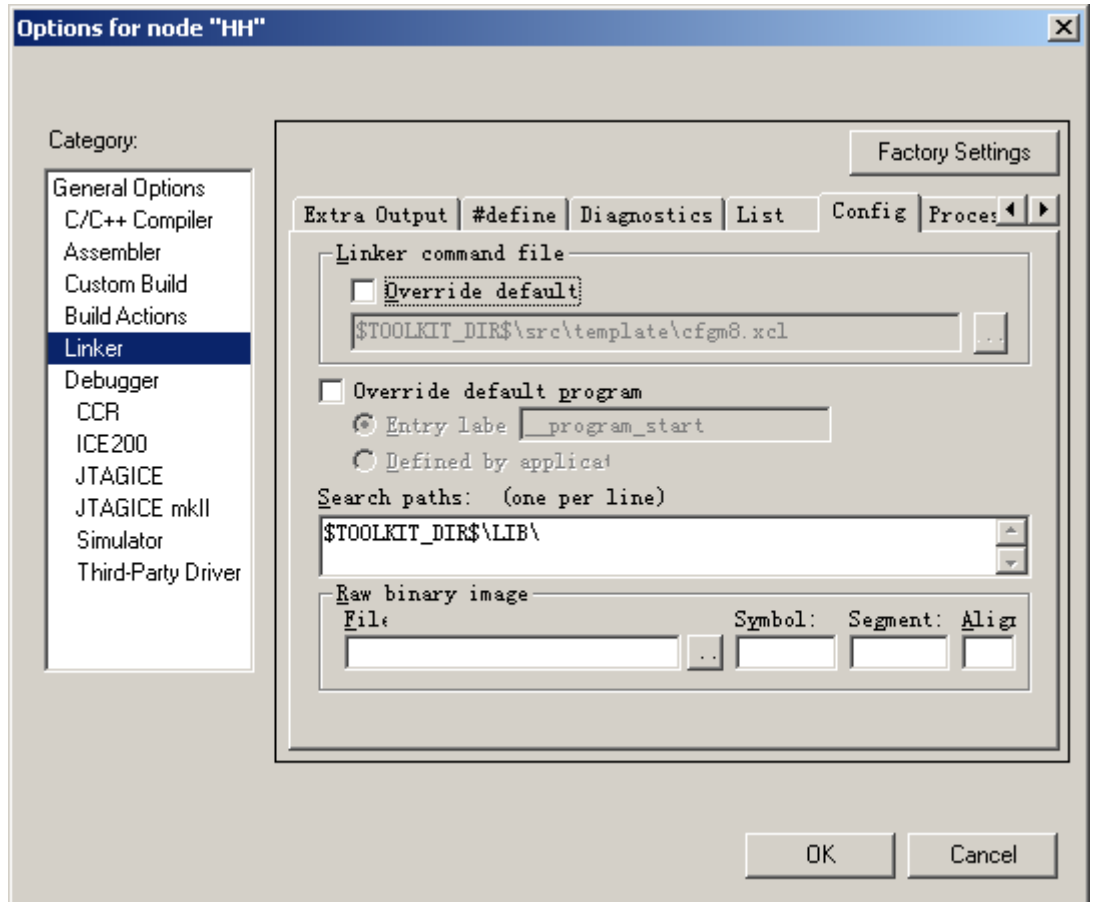 Options for node "HH"
Category:
General Options
C/C++ Compiler
Assembler
Custom Build
Build Actions
Linker
Debugger
CCR
ICE200
JTAGICE
JTAGICE mkII
Simulator
Third-Party Driver
Factory Settings
Extra Output #define Diagnostics List Config Proces
Linker command file
Override default
$TOOLKIT_DIR$\src\template\cfgm8.xcl ...
Override default program
Entry labe __program_start
Defined by applicat
Search paths: (one per line)
$TOOLKIT_DIR$\LIB\
Raw binary image
File Symbol: Segment: Align
..
OK Cancel